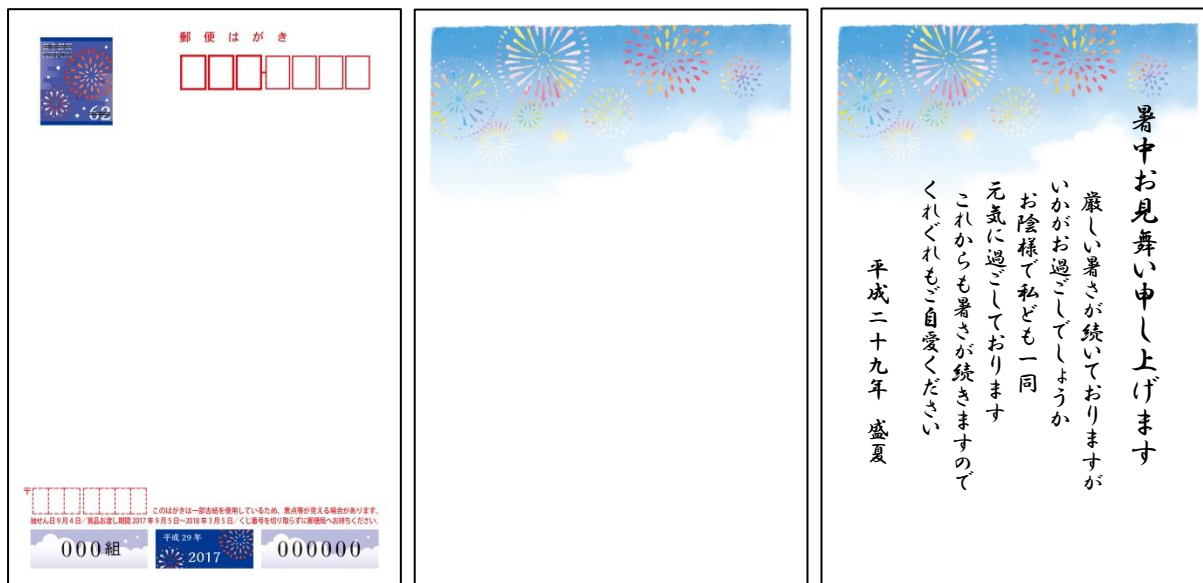 郵便はがき
62
〒
このはがきは一部古紙を使用しているため、黒点等が見える場合があります。
抽せん日9月4日/賞品お渡し期間2017年9月5日~2018年3月5日/くじ番号を切り取らずに郵便局へお持ちください。
000組
平成29年
2017
000000
暑中お見舞い申し上げます
厳しい暑さが続いておりますが
いかがお過ごしでしょうか
お陰様で私ども一同
元気に過ごしております
これからも暑さが続きますので
くれぐれもご自愛ください
平成二十九年 盛夏